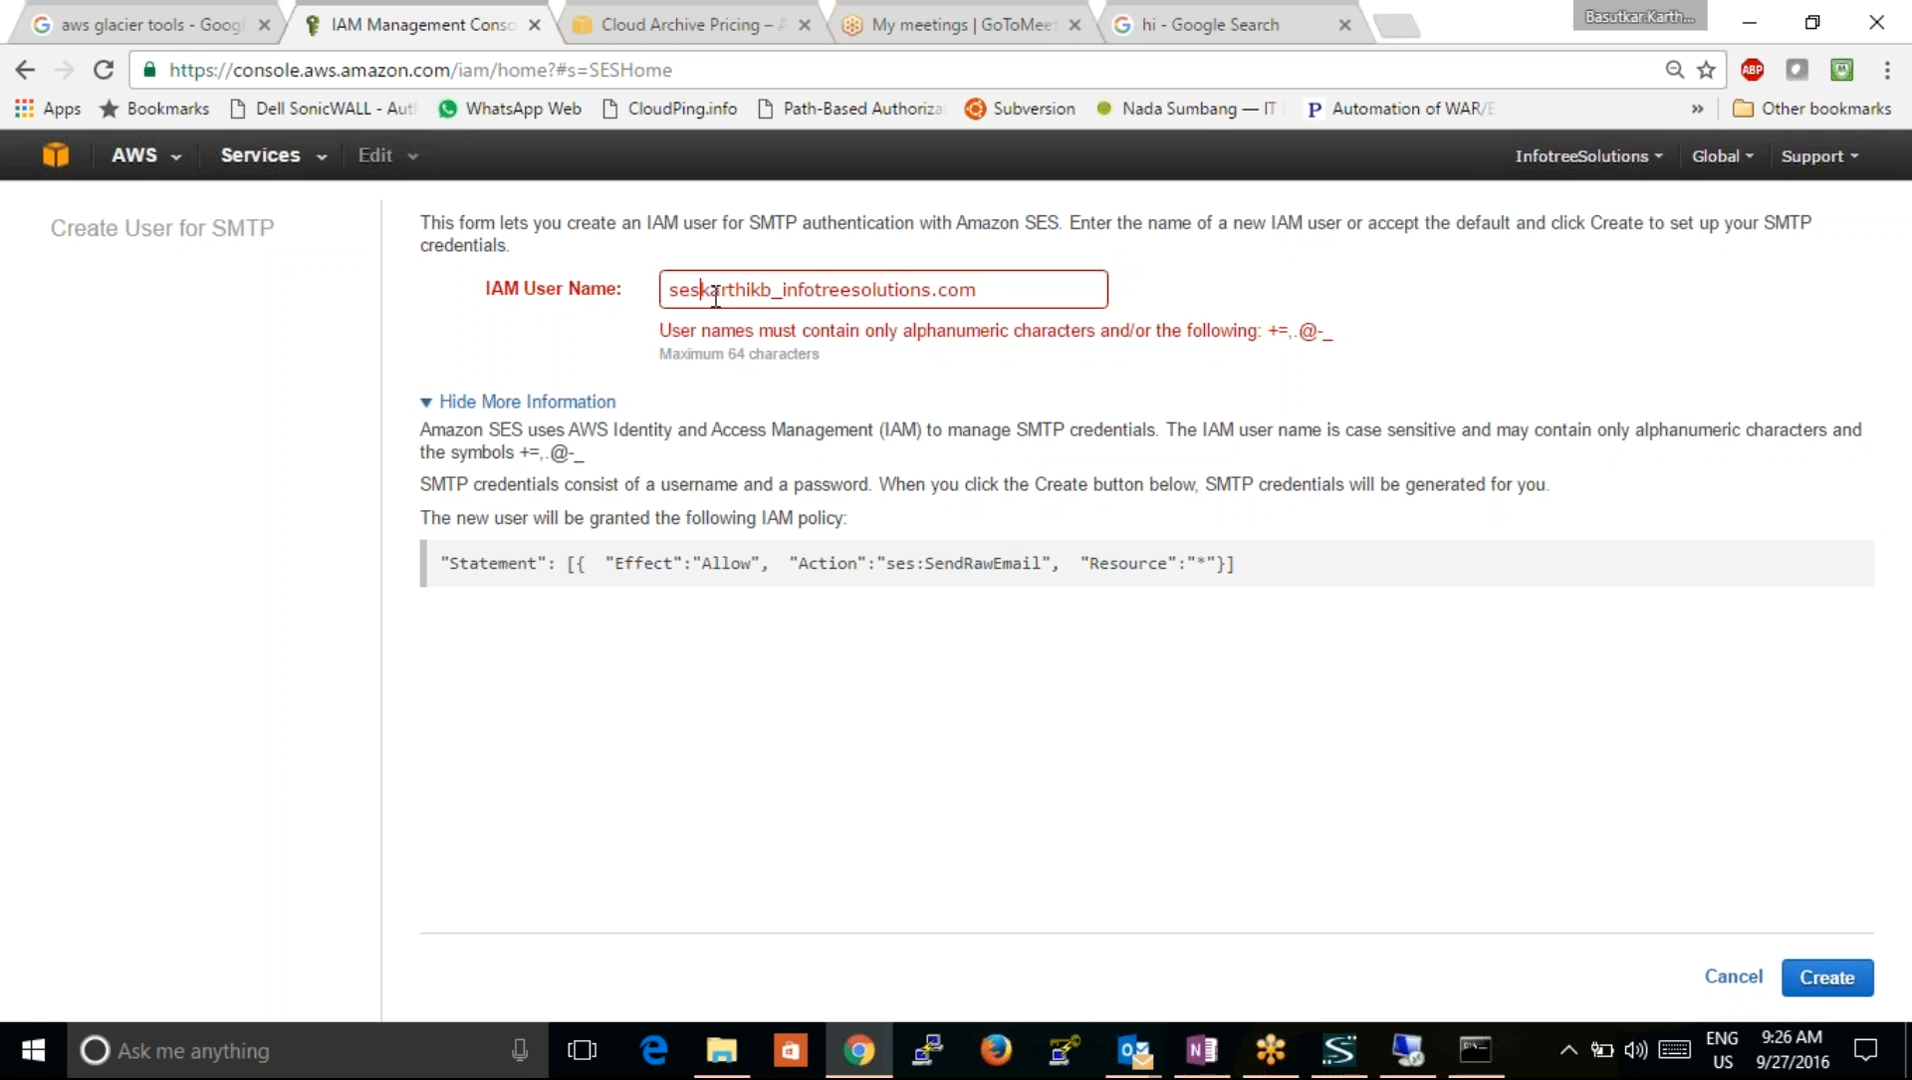 aws glacier tools - Googl
IAM Management Conso
Cloud Archive Pricing – A
My meetings | GoToMeet
hi - Google Search
Basutkar.Karth...
https://console.aws.amazon.com/iam/home?#s=SESHome
ABP
Apps
Bookmarks
Dell SonicWALL - Aut
WhatsApp Web
CloudPing.info
Path-Based Authoriza
Subversion
Nada Sumbang — IT
Automation of WAR/E
»
Other bookmarks
AWS
Services
Edit
InfotreeSolutions
Global
Support
Create User for SMTP
This form lets you create an IAM user for SMTP authentication with Amazon SES. Enter the name of a new IAM user or accept the default and click Create to set up your SMTP
credentials.
IAM User Name:
seskarthikb_infotreesolutions.com
User names must contain only alphanumeric characters and/or the following: +=,.@-_
Maximum 64 characters
Hide More Information
Amazon SES uses AWS Identity and Access Management (IAM) to manage SMTP credentials. The IAM user name is case sensitive and may contain only alphanumeric characters and
the symbols +=,.@-_
SMTP credentials consist of a username and a password. When you click the Create button below, SMTP credentials will be generated for you.
The new user will be granted the following IAM policy:
"Statement": [{ "Effect":"Allow", "Action":"ses:SendRawEmail", "Resource":"*"}]
Cancel
Create
Ask me anything
ENG
US
9:26 AM
9/27/2016